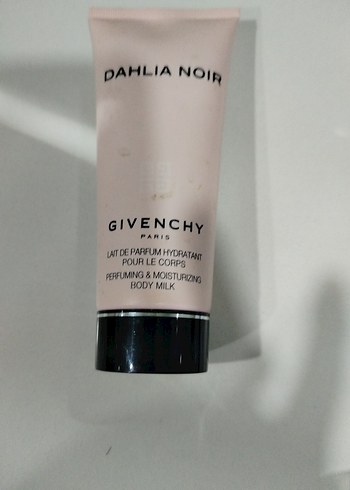 DAHLIA NOIR
GIVENCHY
PARIS
LAIT DE PARFUM HYDRATANT
POUR LE CORPS
PERFUMING & MOISTURIZING
BODY MILK